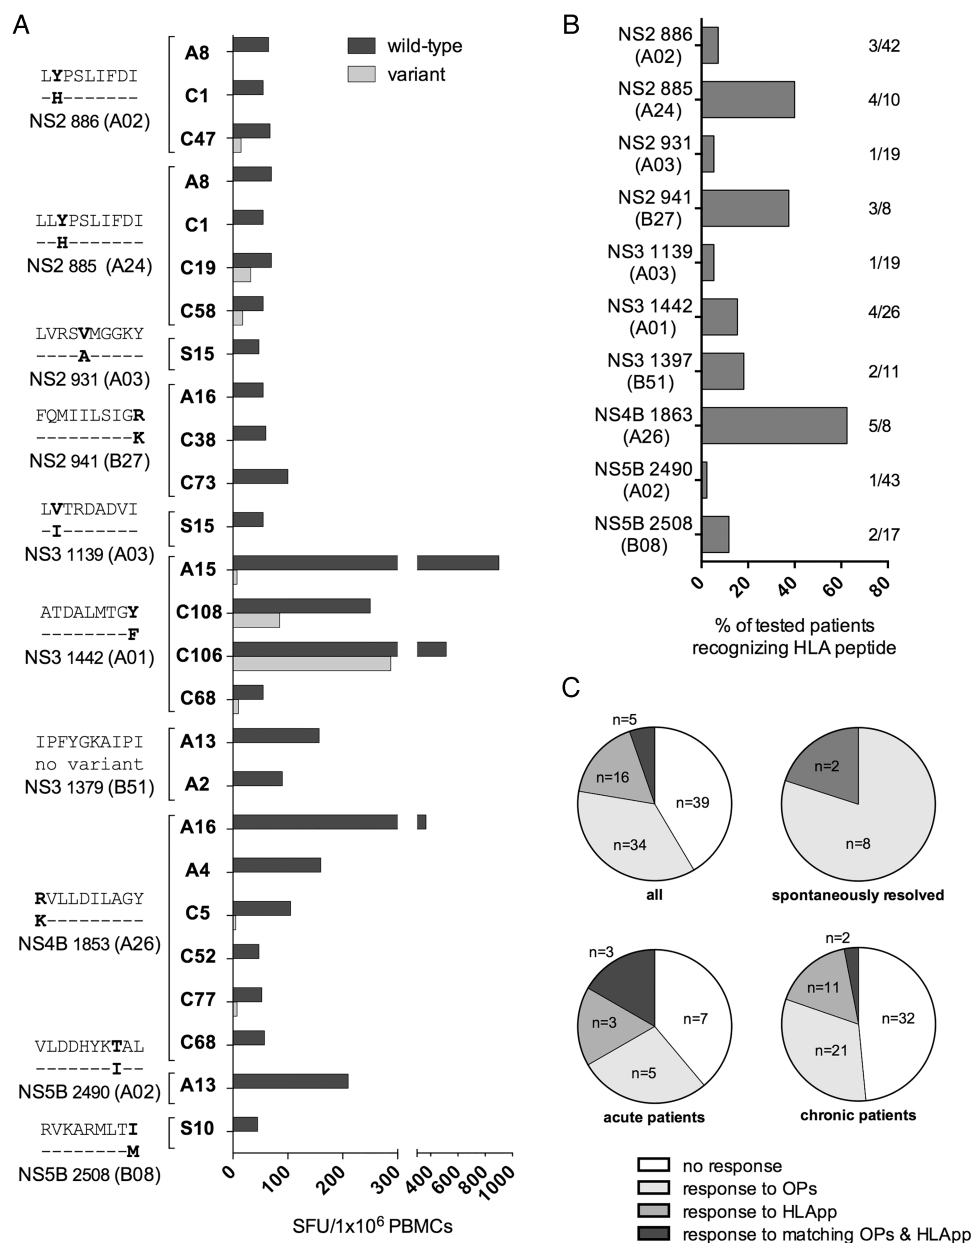 A
wild-type
variant
LYPSLIFDI
-H-------
NS2 886 (A02)
A8
C1
C47
LLYPSLIFDI
--H-------
NS2 885 (A24)
A8
C1
C19
C58
LVRSVMGGKY
----A-----
NS2 931 (A03)
S15
FQMIILSIGR
---------K
NS2 941 (B27)
A16
C38
C73
LVTRDADVI
-I-------
NS3 1139 (A03)
S15
ATDALMTGY
--------F
NS3 1442 (A01)
A15
C108
C106
C68
IPFYGKAIPI
no variant
NS3 1379 (B51)
A13
A2
RVLLDILAGY
K---------
NS4B 1853 (A26)
A16
A4
C5
C52
C77
C68
VLDDHYKTAL
-------I--
NS5B 2490 (A02)
A13
RVKARMLTI
--------M
NS5B 2508 (B08)
S10
0
100
200
300
400
600
800
1000
SFU/1x10⁶ PBMCs
B
NS2 886
(A02)
3/42
NS2 885
(A24)
4/10
NS2 931
(A03)
1/19
NS2 941
(B27)
3/8
NS3 1139
(A03)
1/19
NS3 1442
(A01)
4/26
NS3 1397
(B51)
2/11
NS4B 1863
(A26)
5/8
NS5B 2490
(A02)
1/43
NS5B 2508
(B08)
2/17
0
20
40
60
80
% of tested patients
recognizing HLA peptide
C
n=5
n=16
n=39
n=34
all
n=2
n=8
spontaneously resolved
n=3
n=3
n=7
n=5
acute patients
n=2
n=11
n=32
n=21
chronic patients
no response
response to OPs
response to HLApp
response to matching OPs & HLApp